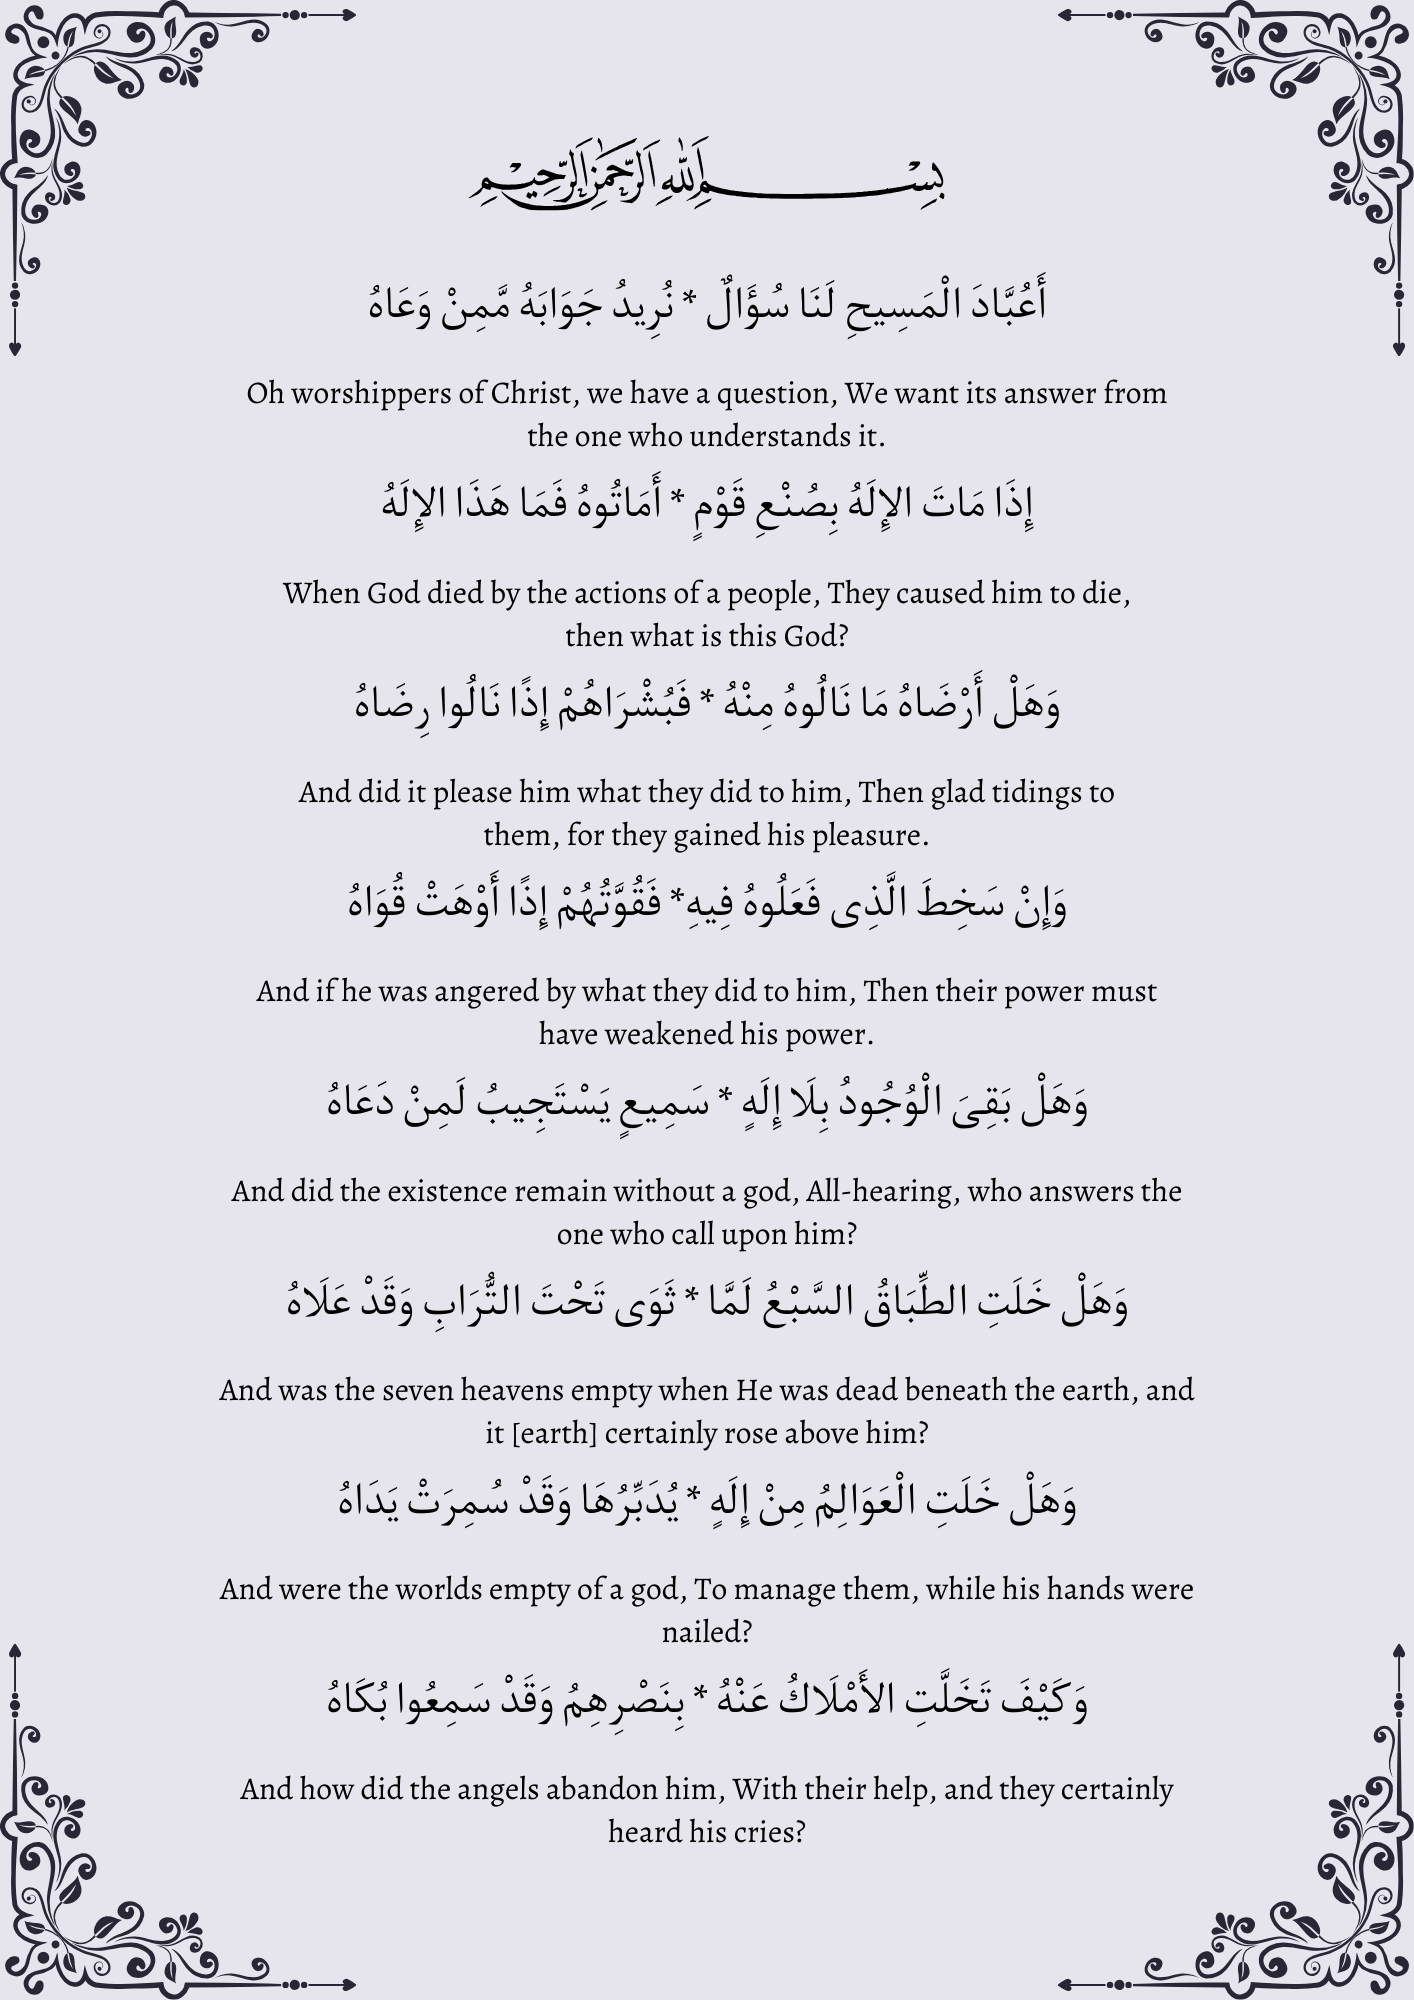 بِسْمِ اللَّهِ الرَّحْمَٰنِ الرَّحِيمِ
أَعُبَّادَ الْمَسِيحِ لَنَا سُؤَالٌ * نُرِيدُ جَوَابَهُ مَّمِنْ وَعَاهُ
Oh worshippers of Christ, we have a question, We want its answer from
the one who understands it.
إِذَا مَاتَ الإِلَهُ بِصُنْعِ قَوْمٍ * أَمَاتُوهُ فَمَا هَذَا الإِلَهُ
When God died by the actions of a people, They caused him to die,
then what is this God?
وَهَلْ أَرْضَاهُ مَا نَالُوهُ مِنْهُ * فَبُشْرَاهُمْ إِذًا نَالُوا رِضَاهُ
And did it please him what they did to him, Then glad tidings to
them, for they gained his pleasure.
وَإِنْ سَخِطَ الَّذِى فَعَلُوهُ فِيهِ* فَقُوَّتُهُمْ إِذًا أَوْهَتْ قُوَاهُ
And if he was angered by what they did to him, Then their power must
have weakened his power.
وَهَلْ بَقِىَ الْوُجُودُ بِلَا إِلَهٍ * سَمِيعٍ يَسْتَجِيبُ لَمِنْ دَعَاهُ
And did the existence remain without a god, All-hearing, who answers the
one who call upon him?
وَهَلْ خَلَتِ الطِّبَاقُ السَّبْعُ لَمَّا * ثَوَى تَحْتَ التُّرَابِ وَقَدْ عَلَاهُ
And was the seven heavens empty when He was dead beneath the earth, and
it [earth] certainly rose above him?
وَهَلْ خَلَتِ الْعَوَالِمُ مِنْ إِلَهٍ * يُدَبِّرُهَا وَقَدْ سُمِرَتْ يَدَاهُ
And were the worlds empty of a god, To manage them, while his hands were
nailed?
وَكَيْفَ تَخَلَّتِ الأَمْلَاكُ عَنْهُ * بِنَصْرِهِمُ وَقَدْ سَمِعُوا بُكَاهُ
And how did the angels abandon him, With their help, and they certainly
heard his cries?